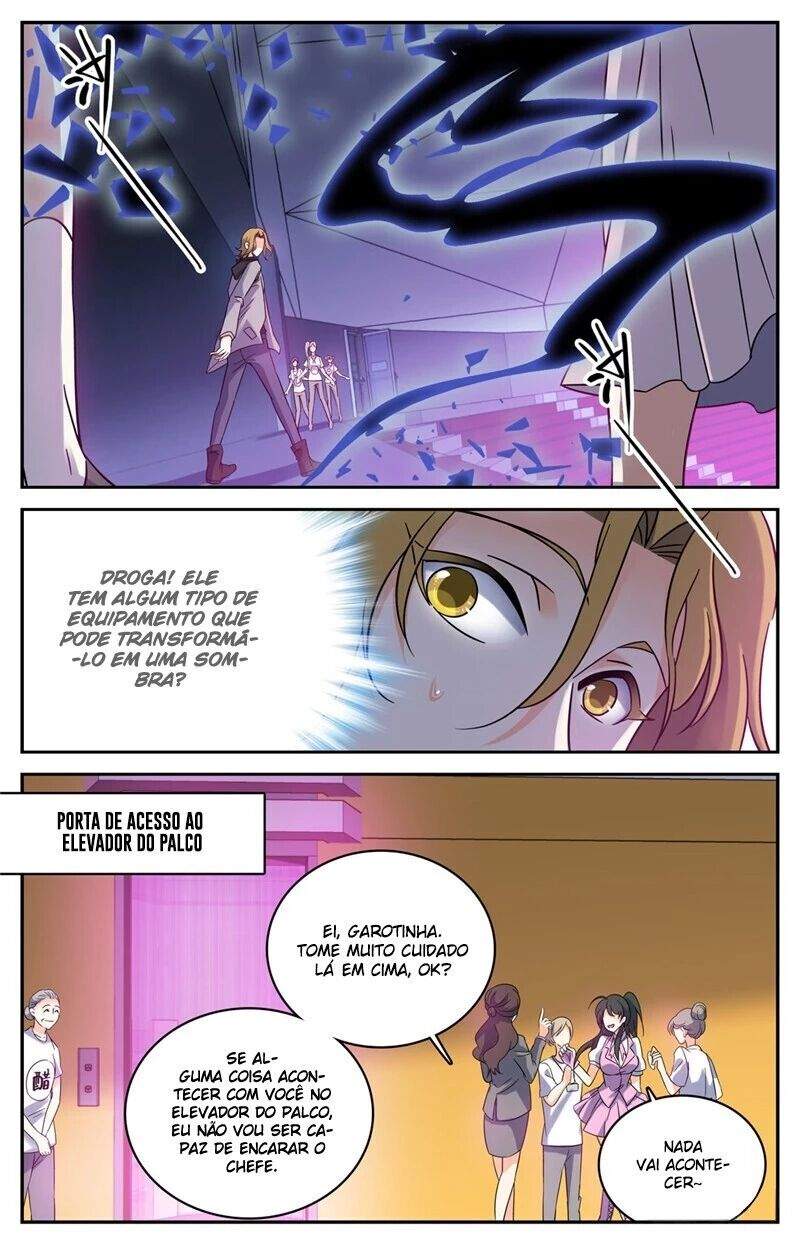 DROGA! ELE
TEM ALGUM TIPO DE
EQUIPAMENTO QUE
PODE TRANSFORMÁ-
-LO EM UMA SOM-
BRA?
PORTA DE ACESSO AO
ELEVADOR DO PALCO
EI, GAROTINHA.
TOME MUITO CUIDADO
LÁ EM CIMA, OK?
SE AL-
GUMA COISA ACON-
TECER COM VOCÊ NO
ELEVADOR DO PALCO,
EU NÃO VOU SER CA-
PAZ DE ENCARAR O
CHEFE.
醋
NADA
VAI ACONTE-
CER~